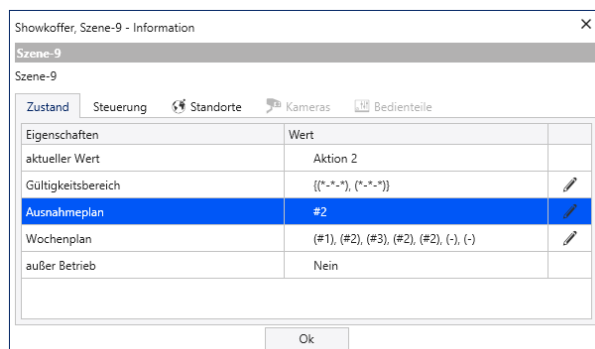 Showkoffer, Szene-9 - Information
Szene-9
Szene-9
Zustand Steuerung Standorte Kameras Bedienteile
Eigenschaften Wert
aktueller Wert Aktion 2
Gültigkeitsbereich {(*-*-*), (*-*-*)}
Ausnahmeplan #2
Wochenplan (#1), (#2), (#3), (#2), (#2), (-), (-)
außer Betrieb Nein
Ok